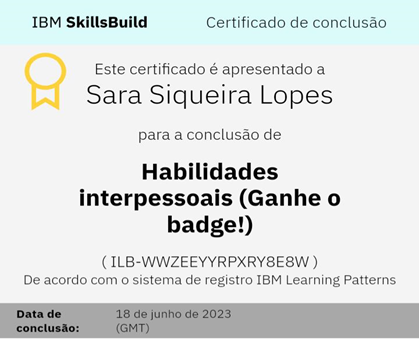 IBM SkillsBuild Certificado de conclusão
Este certificado é apresentado a
Sara Siqueira Lopes
para a conclusão de
Habilidades
interpessoais (Ganhe o
badge!)
( ILB-WWZEEYYRPXRY8E8W )
De acordo com o sistema de registro IBM Learning Patterns
Data de 18 de junho de 2023
conclusão: (GMT)